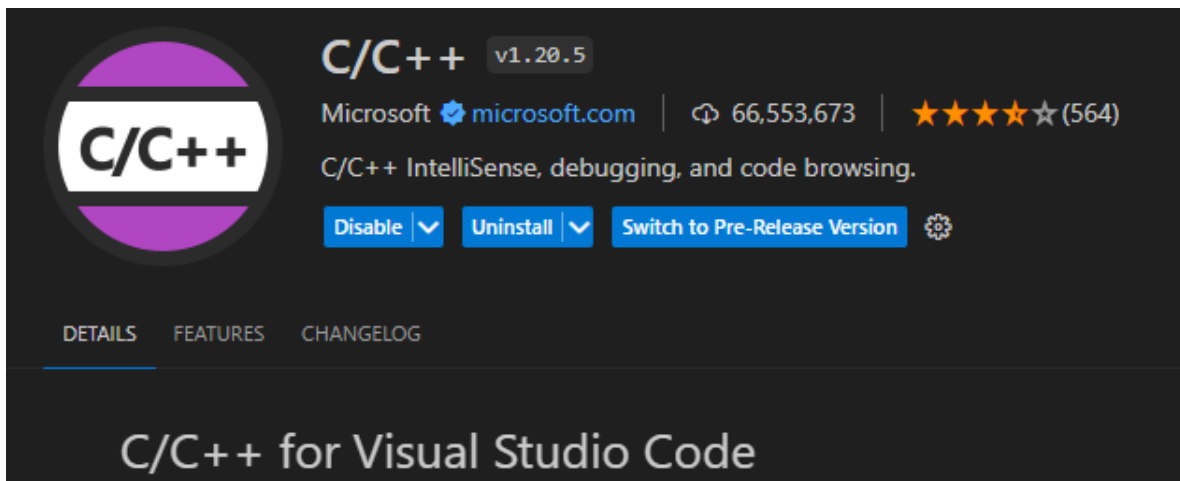 C/C++
C/C++ v1.20.5
Microsoft microsoft.com 66,553,673 (564)
C/C++ IntelliSense, debugging, and code browsing.
Disable Uninstall Switch to Pre-Release Version
DETAILS FEATURES CHANGELOG
C/C++ for Visual Studio Code